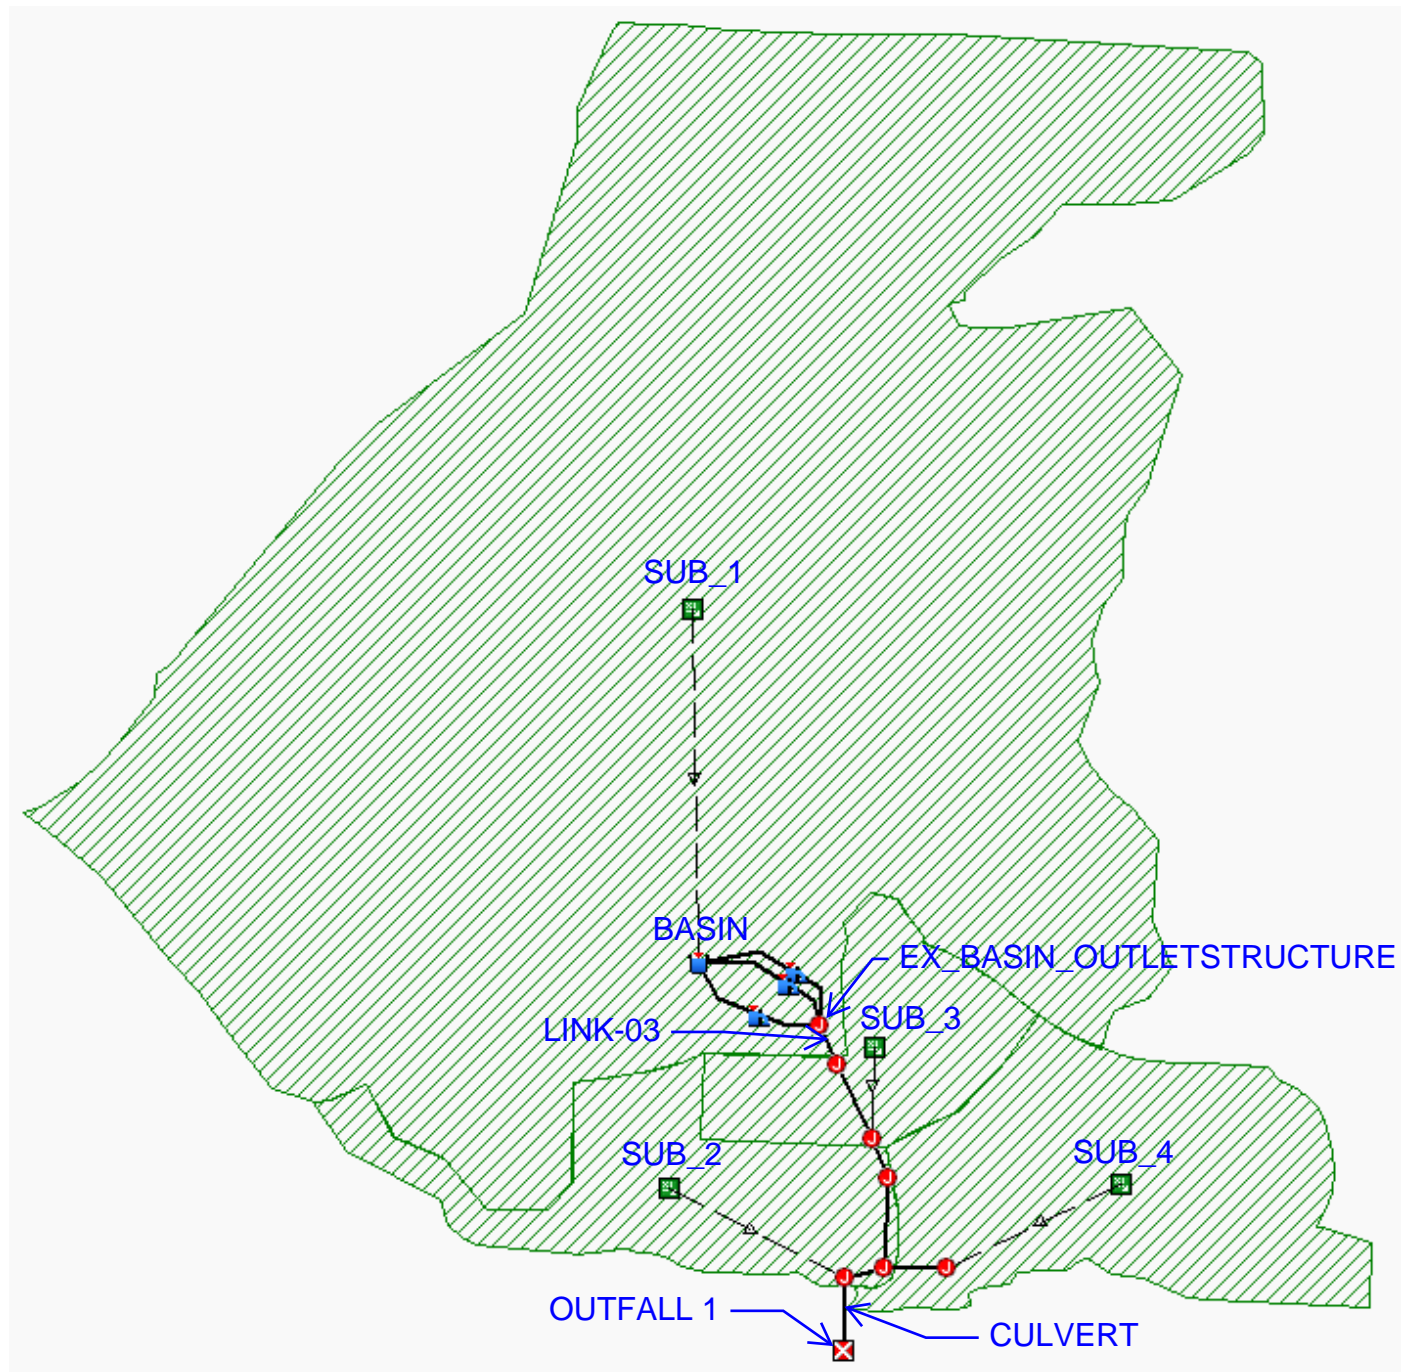 SUB_1
BASIN
EX_BASIN_OUTLETSTRUCTURE
SUB_3
LINK-03
SUB_2
SUB_4
OUTFALL 1
CULVERT
J
J
J
J
J
J
J